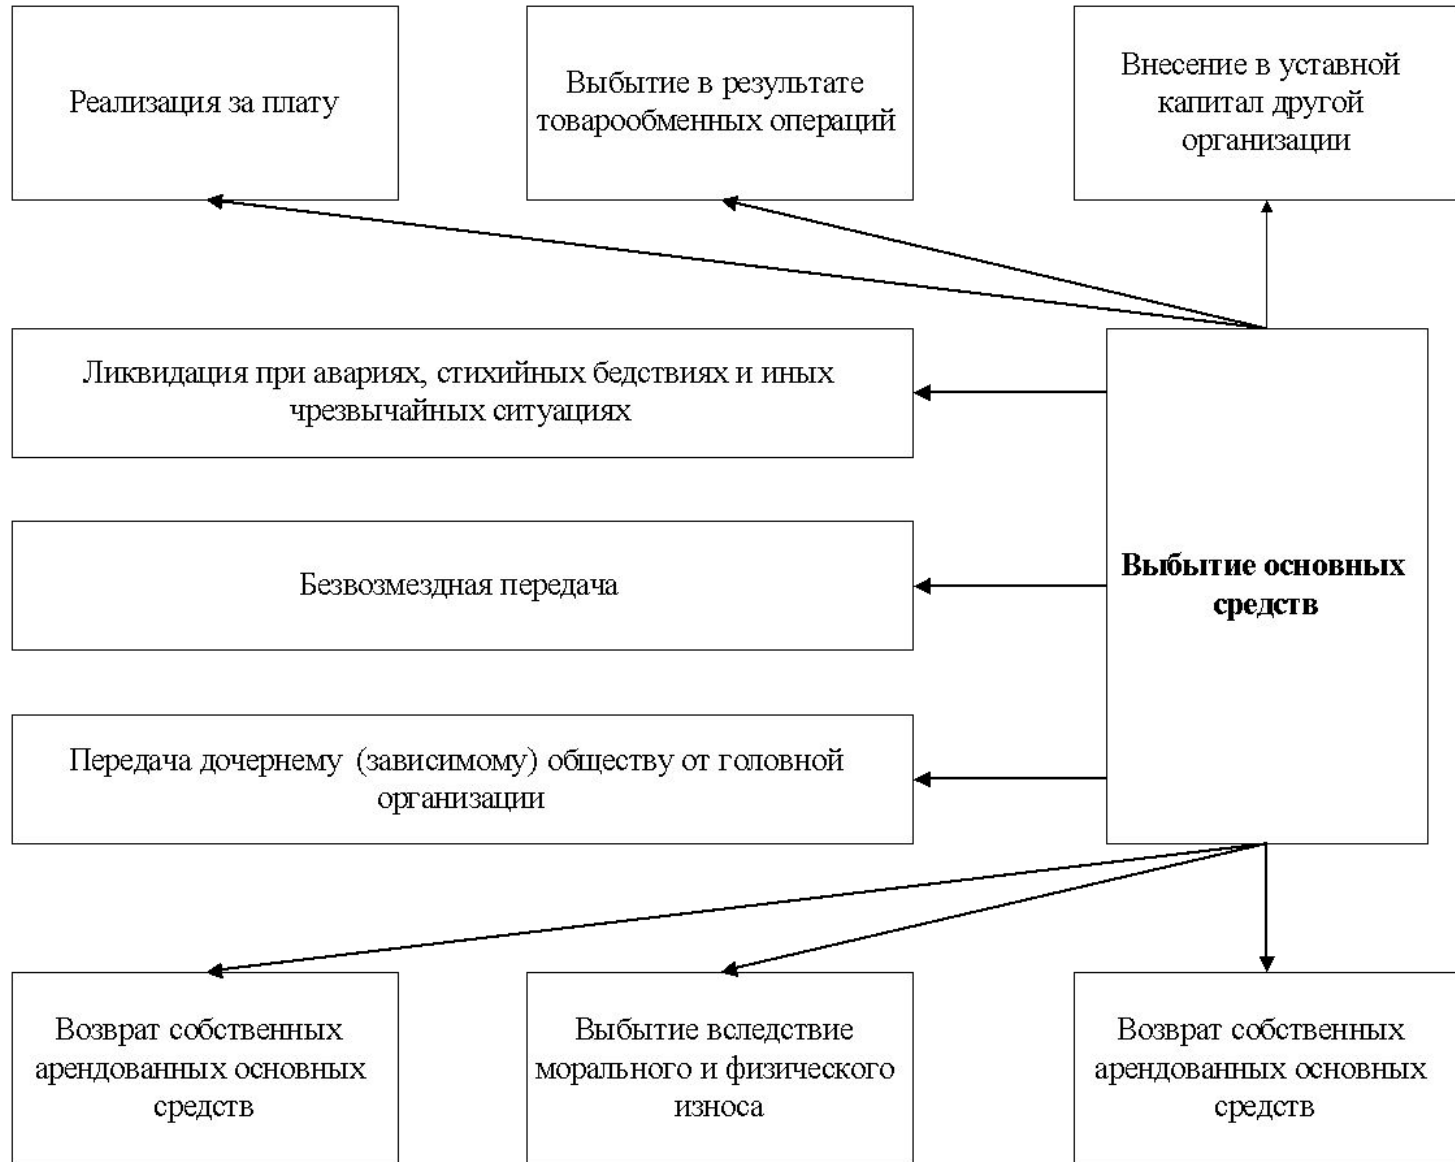 Реализация за плату
Выбытие в результате
товарообменных операций
Внесение в уставной
капитал другой
организации
Ликвидация при авариях, стихийных бедствиях и иных
чрезвычайных ситуациях
Безвозмездная передача
Выбытие основных
средств
Передача дочернему (зависимому) обществу от головной
организации
Возврат собственных
арендованных основных
средств
Выбытие вследствие
морального и физического
износа
Возврат собственных
арендованных основных
средств